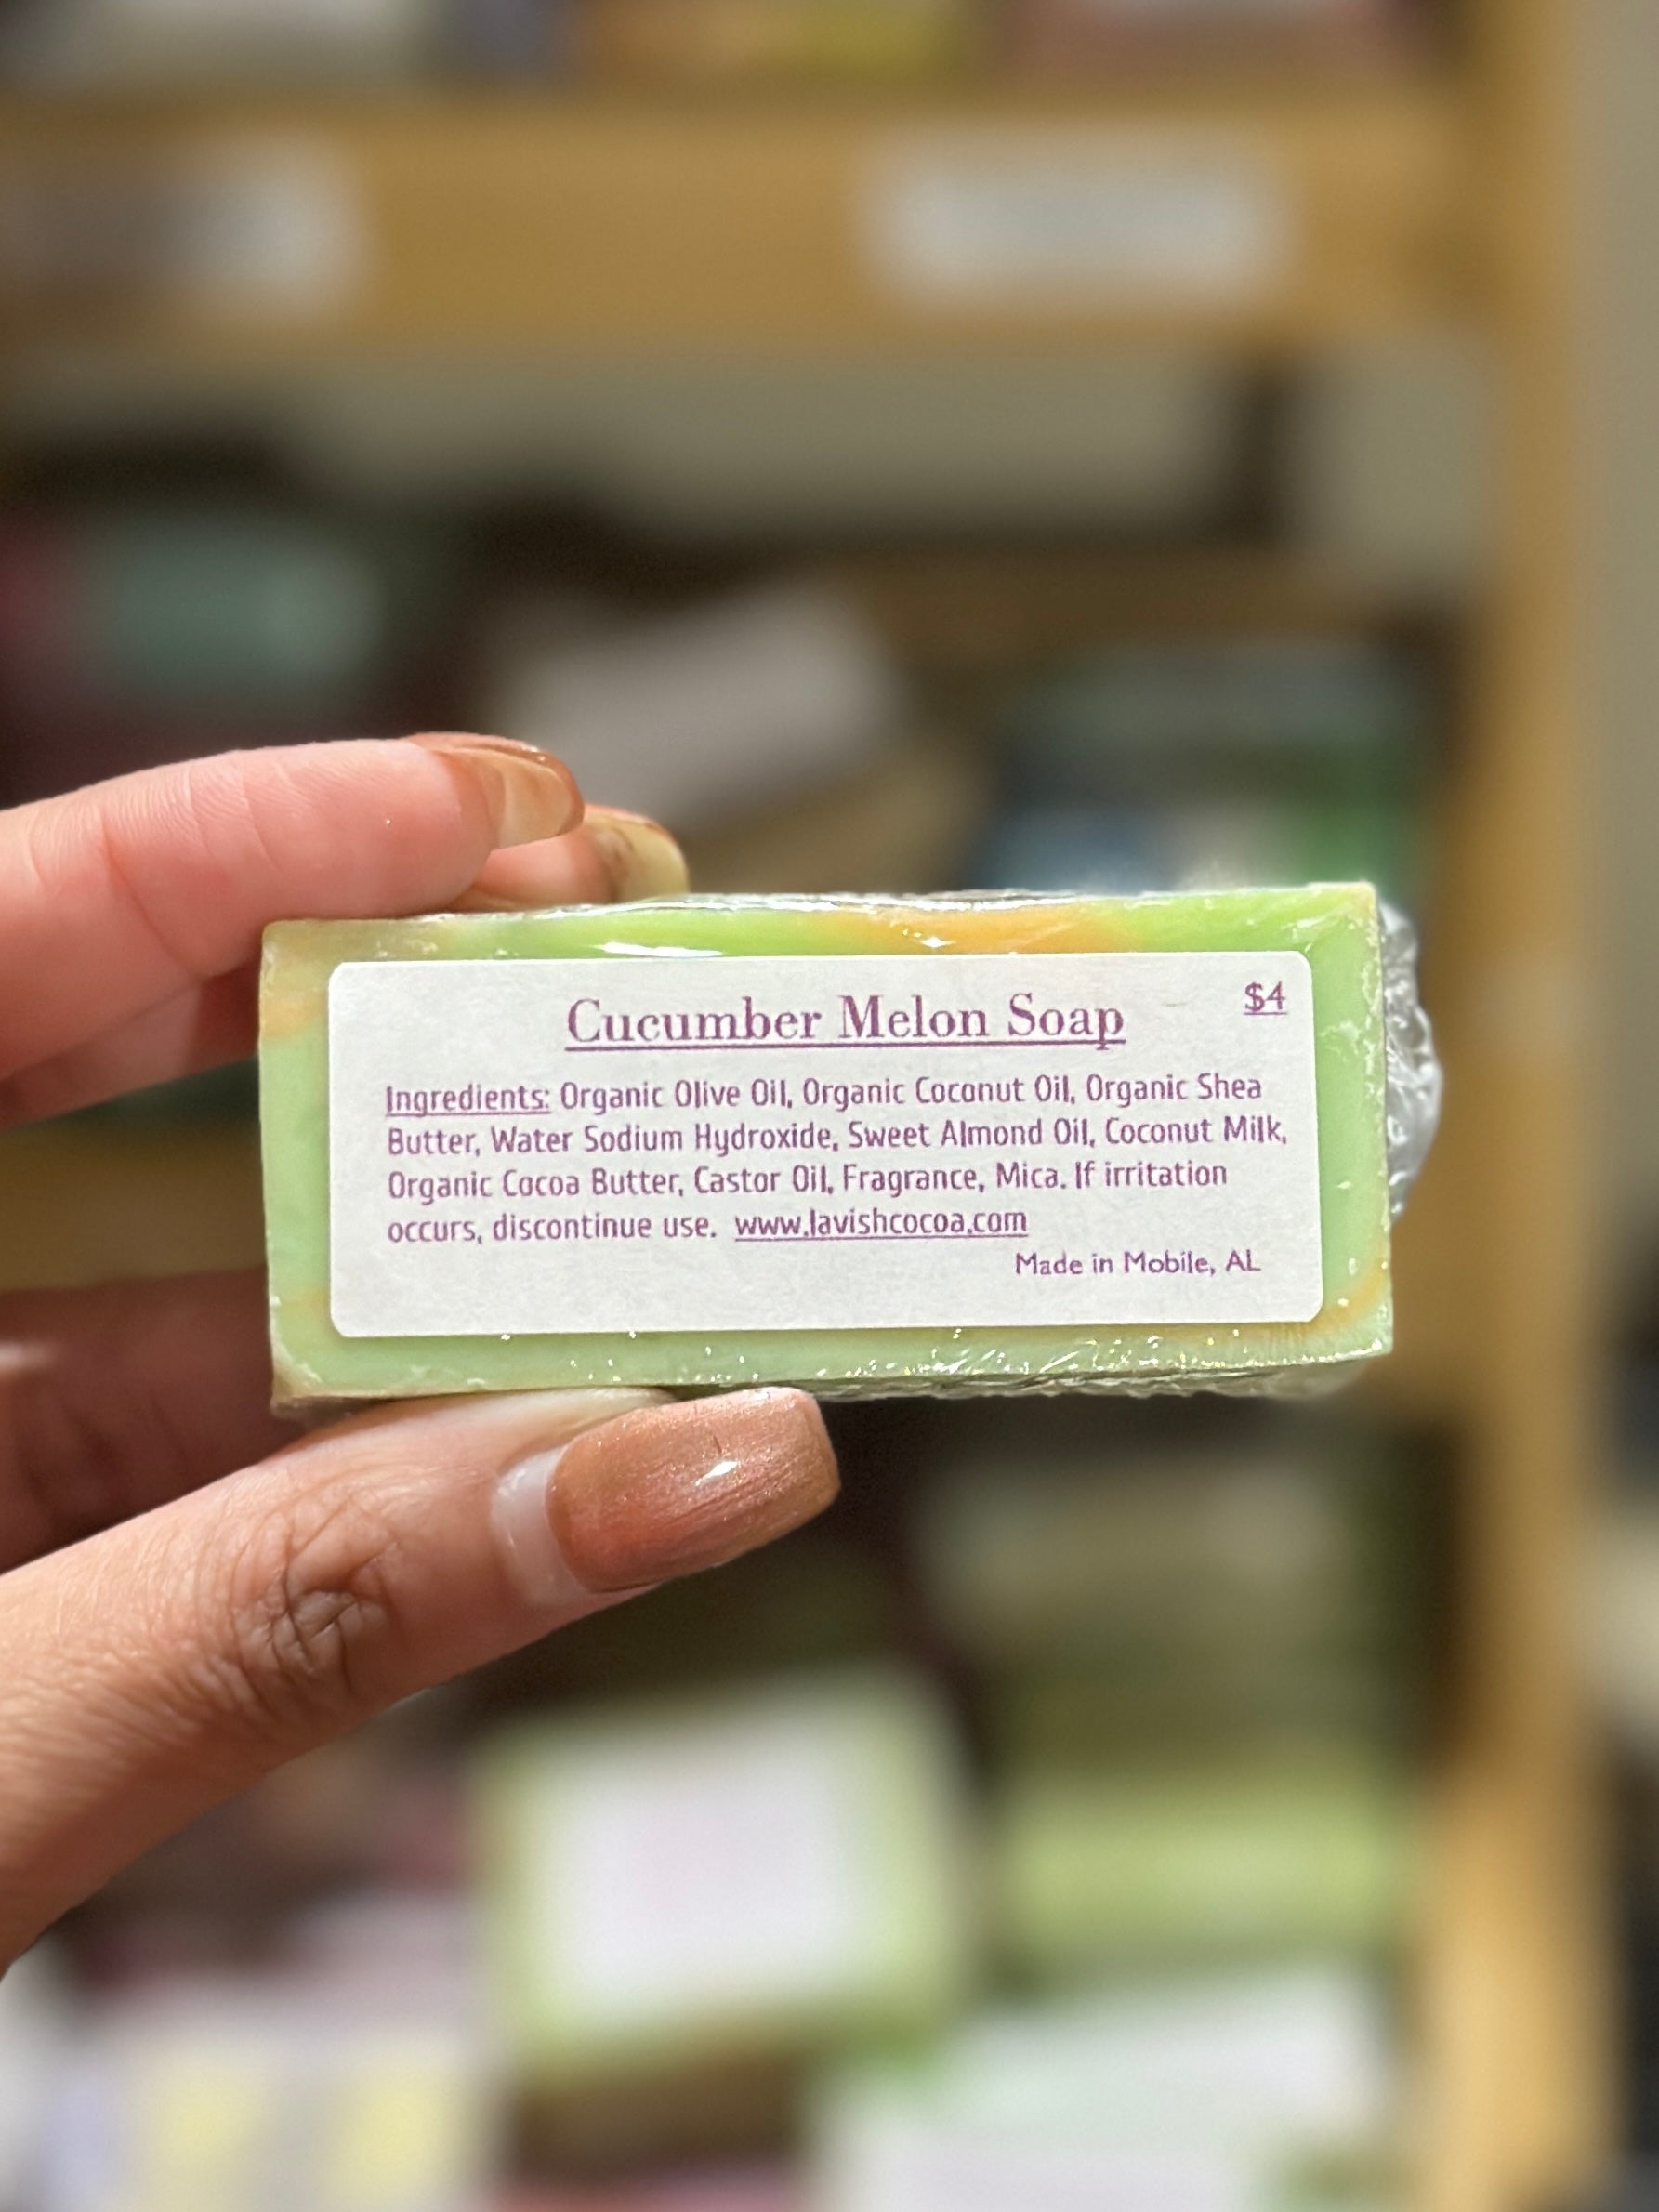 Cucumber Melon Soap
$4
Ingredients: Organic Olive Oil, Organic Coconut Oil, Organic Shea
Butter, Water Sodium Hydroxide, Sweet Almond Oil, Coconut Milk,
Organic Cocoa Butter, Castor Oil, Fragrance, Mica. If irritation
occurs, discontinue use. www.lavishcocoa.com
Made in Mobile, AL